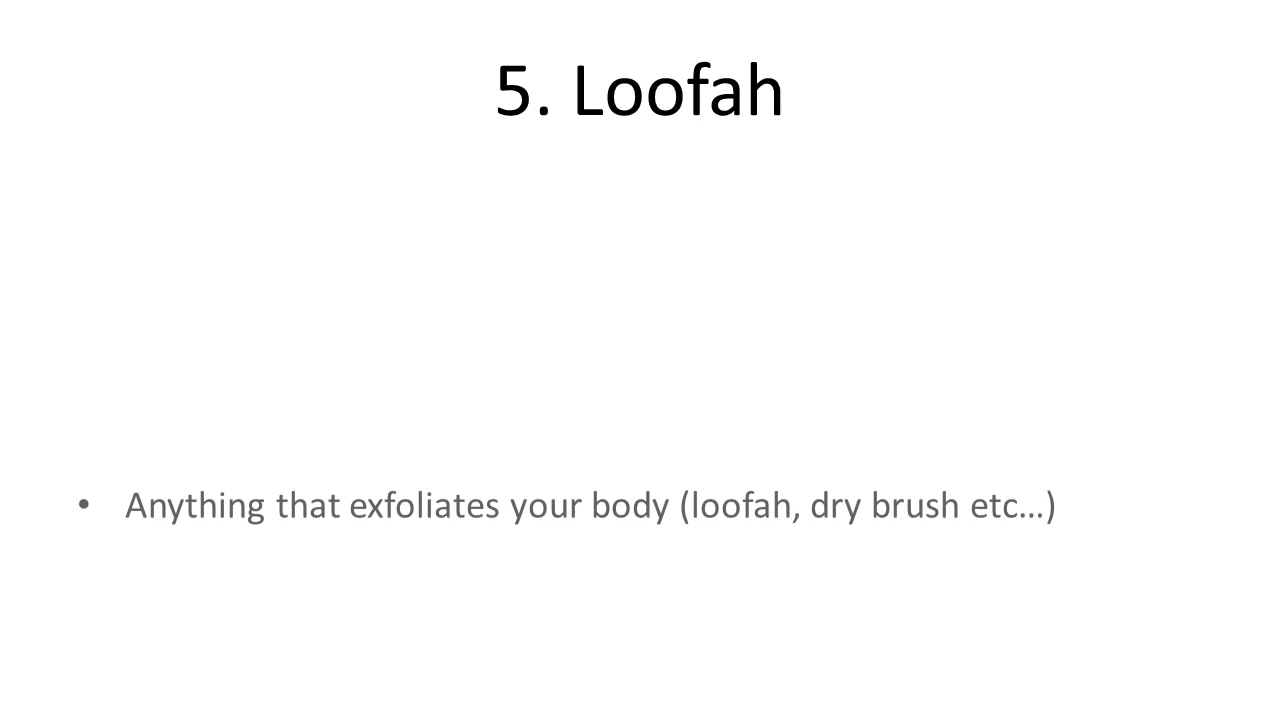 5. Loofah
• Anything that exfoliates your body (loofah, dry brush etc…)